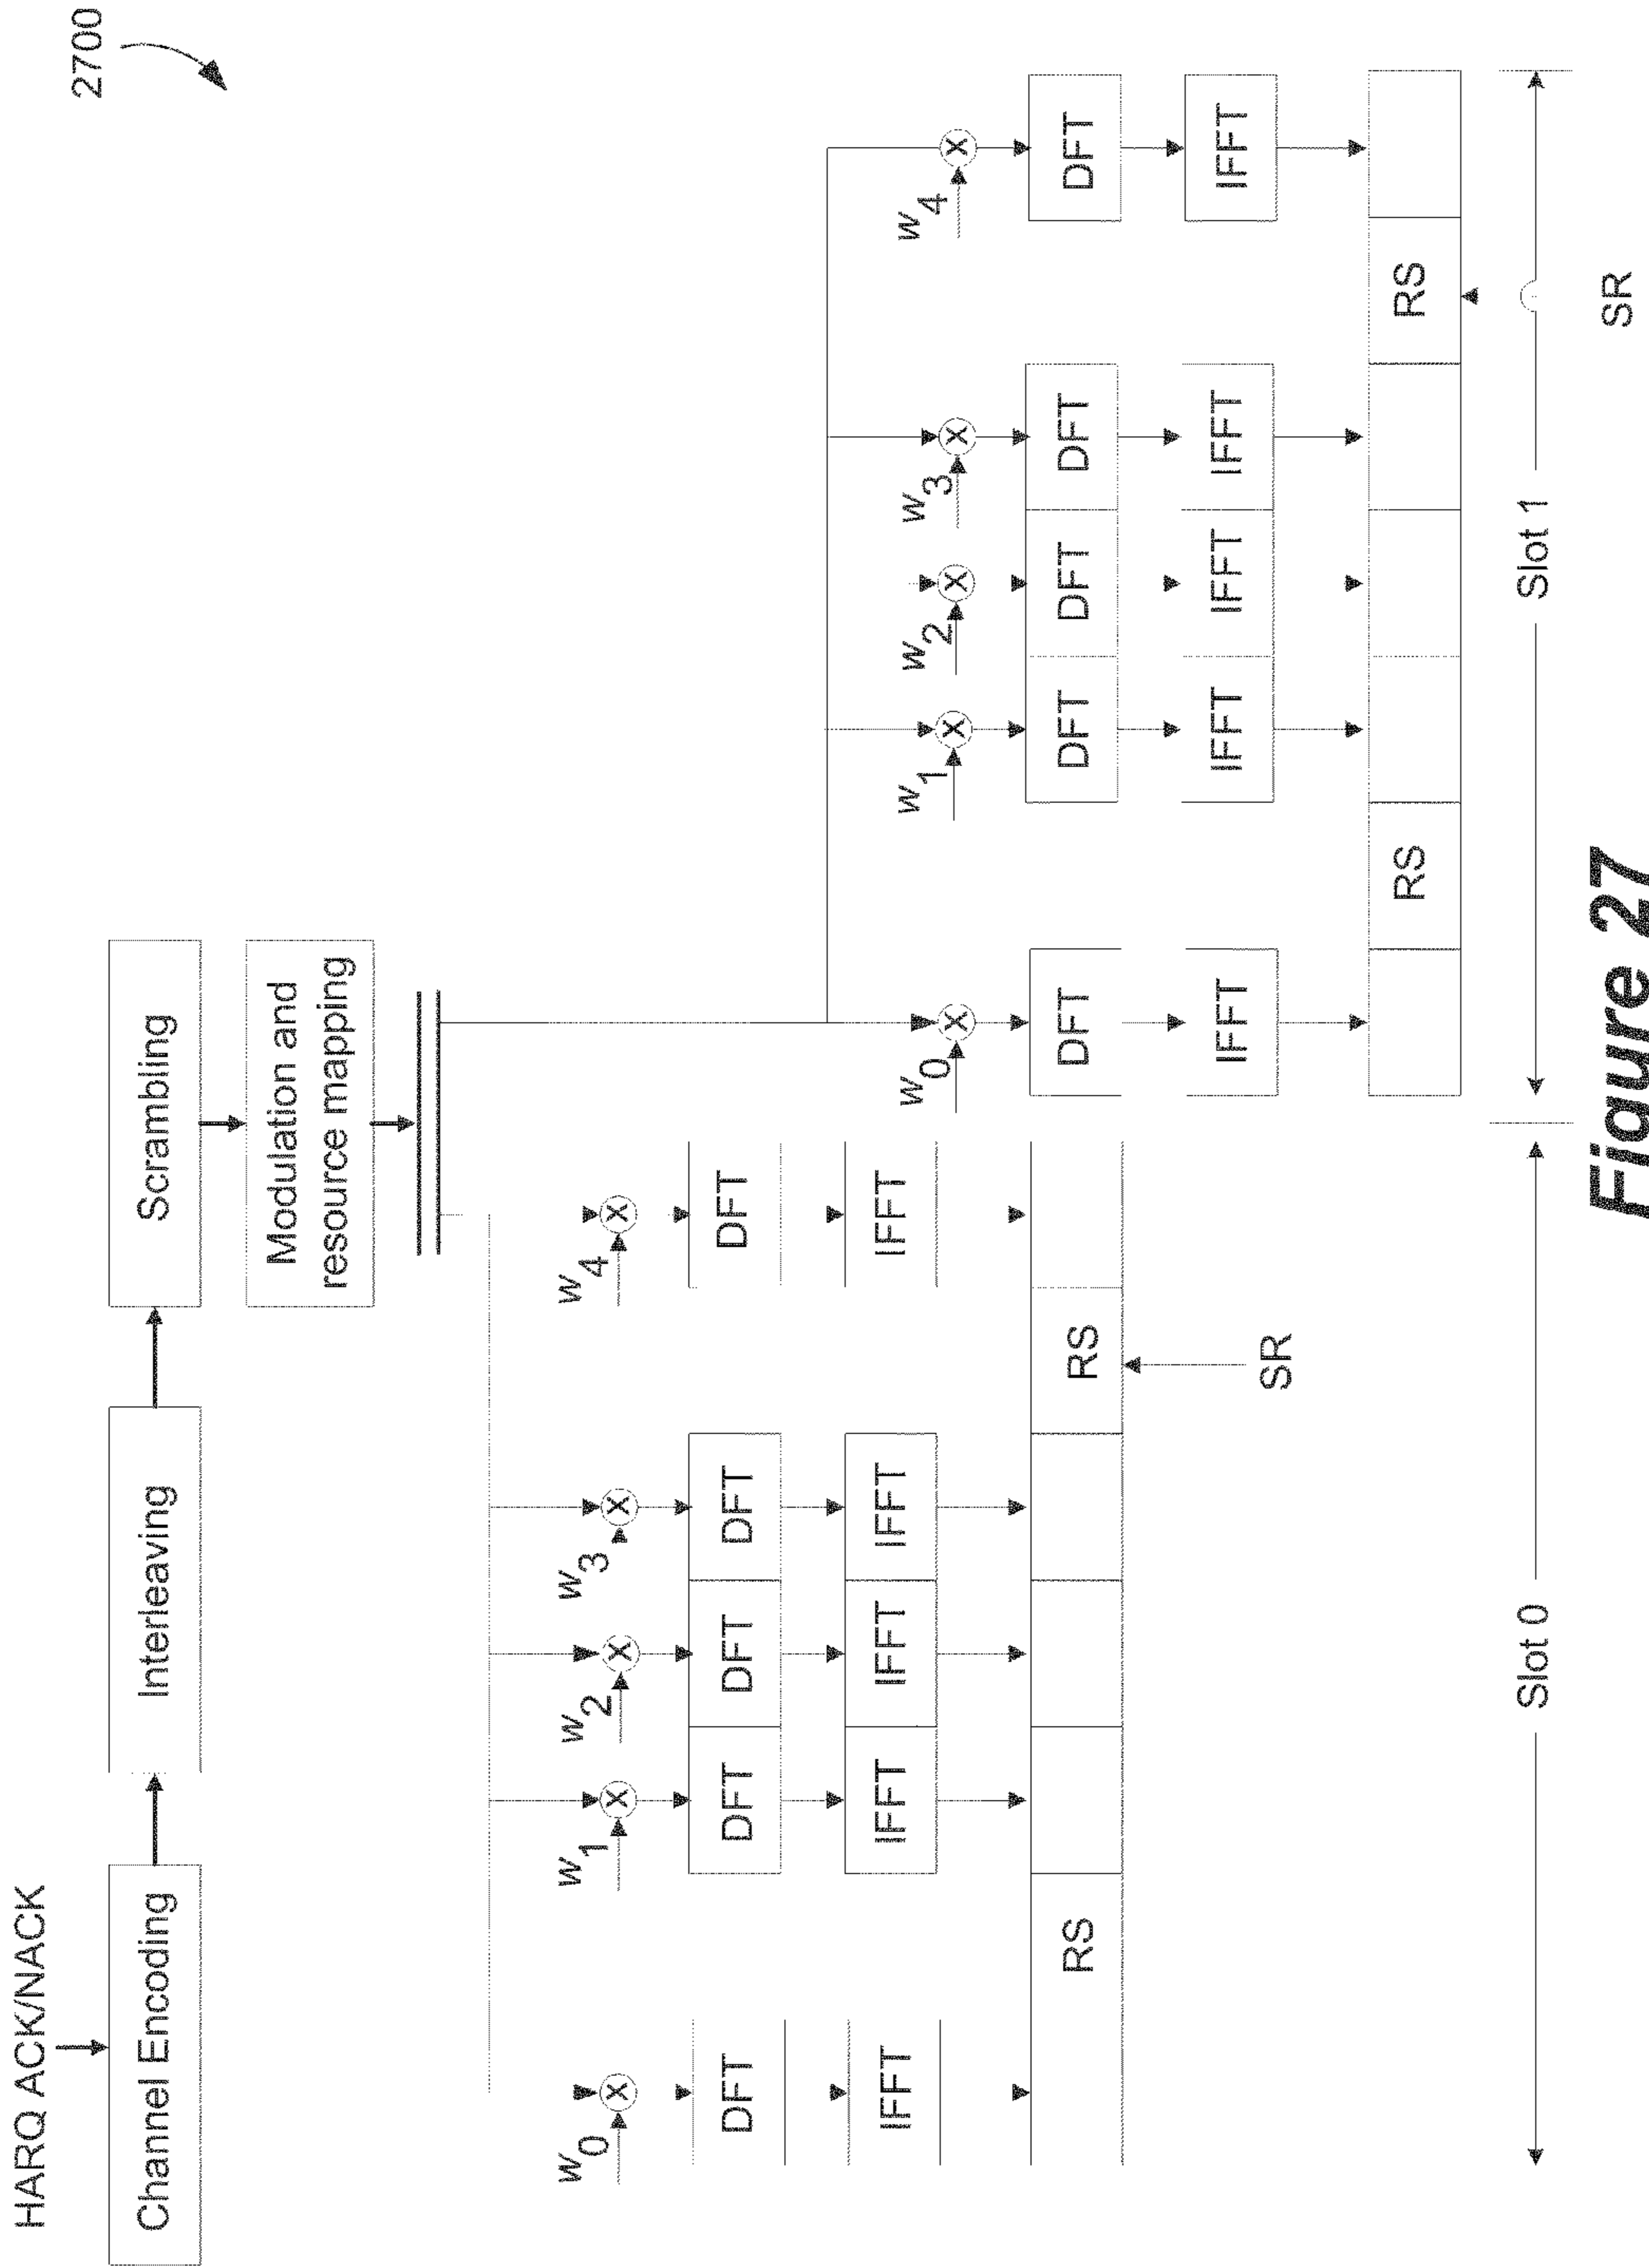 2700
HARQ ACK/NACK
Channel Encoding
Interleaving
Scrambling
Modulation and
resource mapping
w0
w1
w2
w3
w4
X
X
X
X
X
DFT
DFT
DFT
DFT
DFT
IFFT
IFFT
IFFT
IFFT
IFFT
RS
RS
SR
w0
w1
w2
w3
w4
X
X
X
X
X
DFT
DFT
DFT
DFT
DFT
IFFT
IFFT
IFFT
IFFT
IFFT
RS
RS
Slot 0
Slot 1
SR
Figure 27